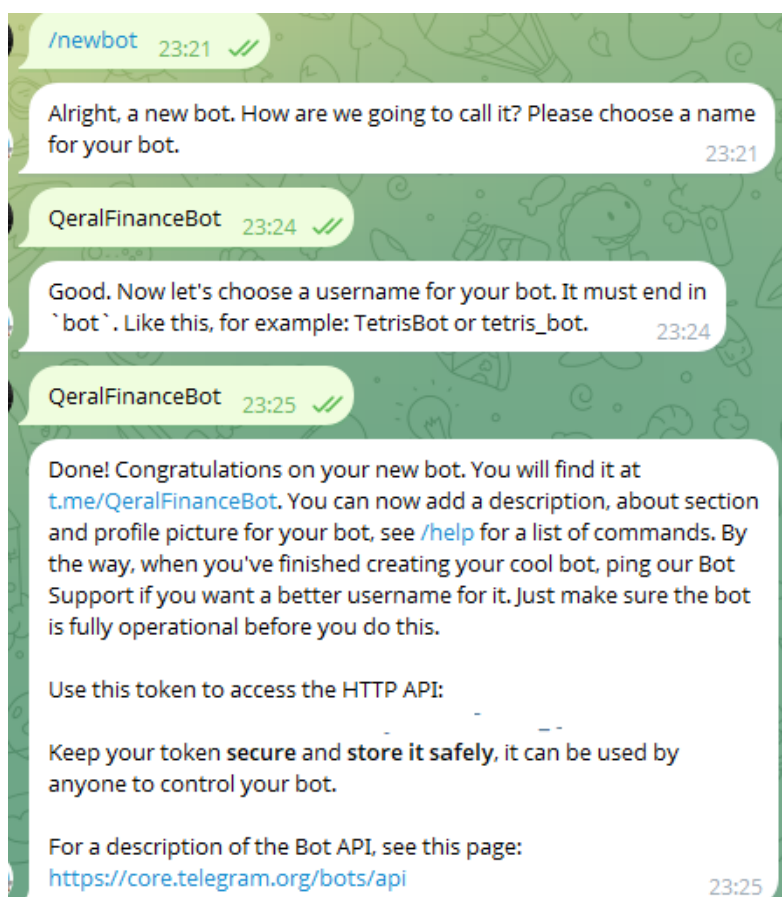 /newbot 23:21
Alright, a new bot. How are we going to call it? Please choose a name
for your bot.
23:21
QeralFinanceBot 23:24
Good. Now let's choose a username for your bot. It must end in
`bot`. Like this, for example: TetrisBot or tetris_bot.
23:24
QeralFinanceBot 23:25
Done! Congratulations on your new bot. You will find it at
t.me/QeralFinanceBot. You can now add a description, about section
and profile picture for your bot, see /help for a list of commands. By
the way, when you've finished creating your cool bot, ping our Bot
Support if you want a better username for it. Just make sure the bot
is fully operational before you do this.
Use this token to access the HTTP API:
Keep your token secure and store it safely, it can be used by
anyone to control your bot.
For a description of the Bot API, see this page:
https://core.telegram.org/bots/api
23:25